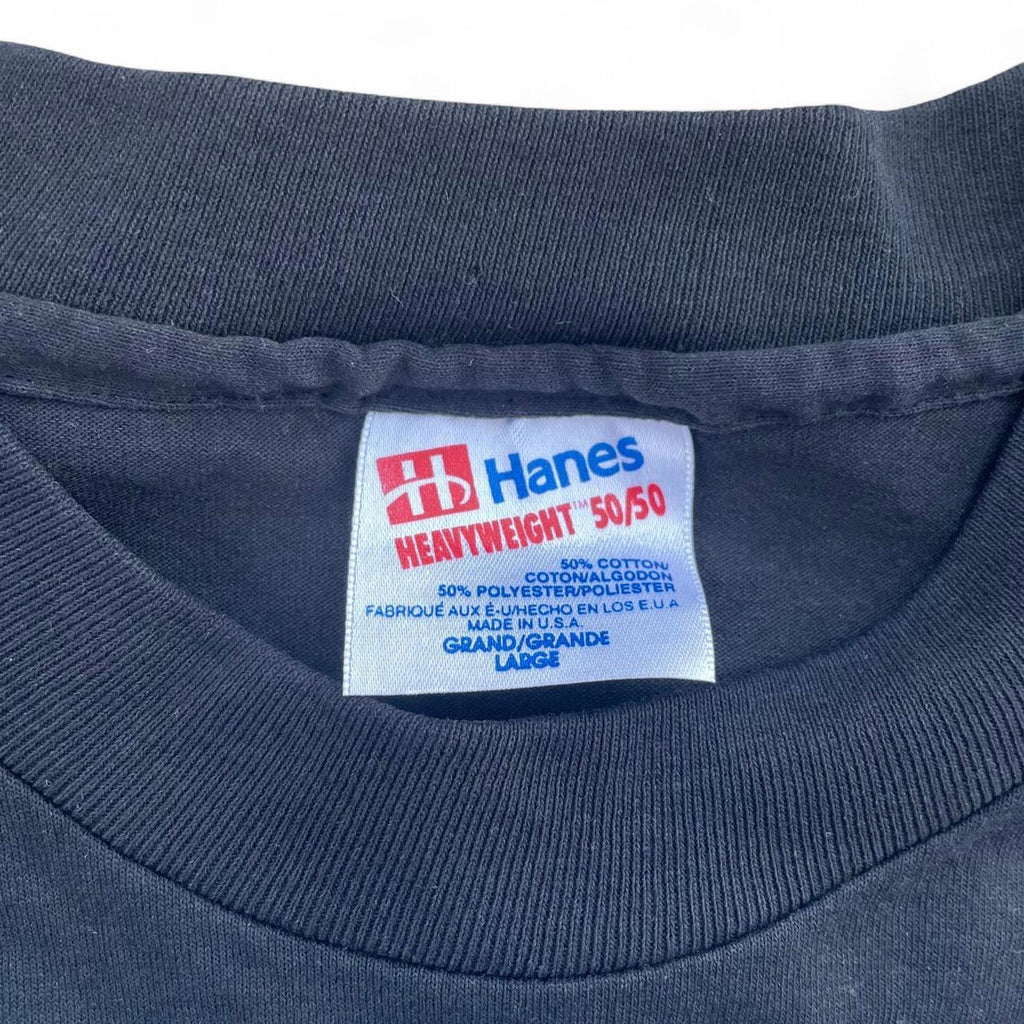 Hanes
HEAVYWEIGHT™ 50/50
50% COTTON/
COTON/ALGODON
50% POLYESTER/POLIESTER
FABRIQUÉ AUX É-U/HECHO EN LOS E.U.A
MADE IN U.S.A.
GRAND/GRANDE
LARGE